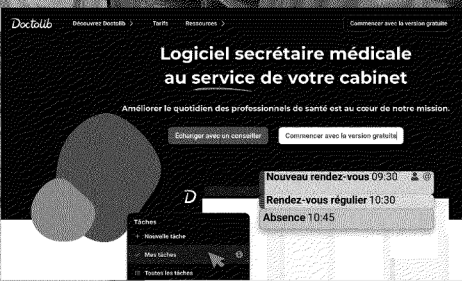 Doctolib
Découvrez Doctolib
Tarifs
Ressources
Commencer avec la version gratuite
Logiciel secrétaire médicale
au service de votre cabinet
Améliorer le quotidien des professionnels de santé est au cœur de notre mission.
Échanger avec un conseiller
Commencer avec la version gratuite
Nouveau rendez-vous 09:30
Rendez-vous régulier 10:30
Absence 10:45
D
Tâches
Nouvelle tâche
Mes tâches
Toutes les tâches